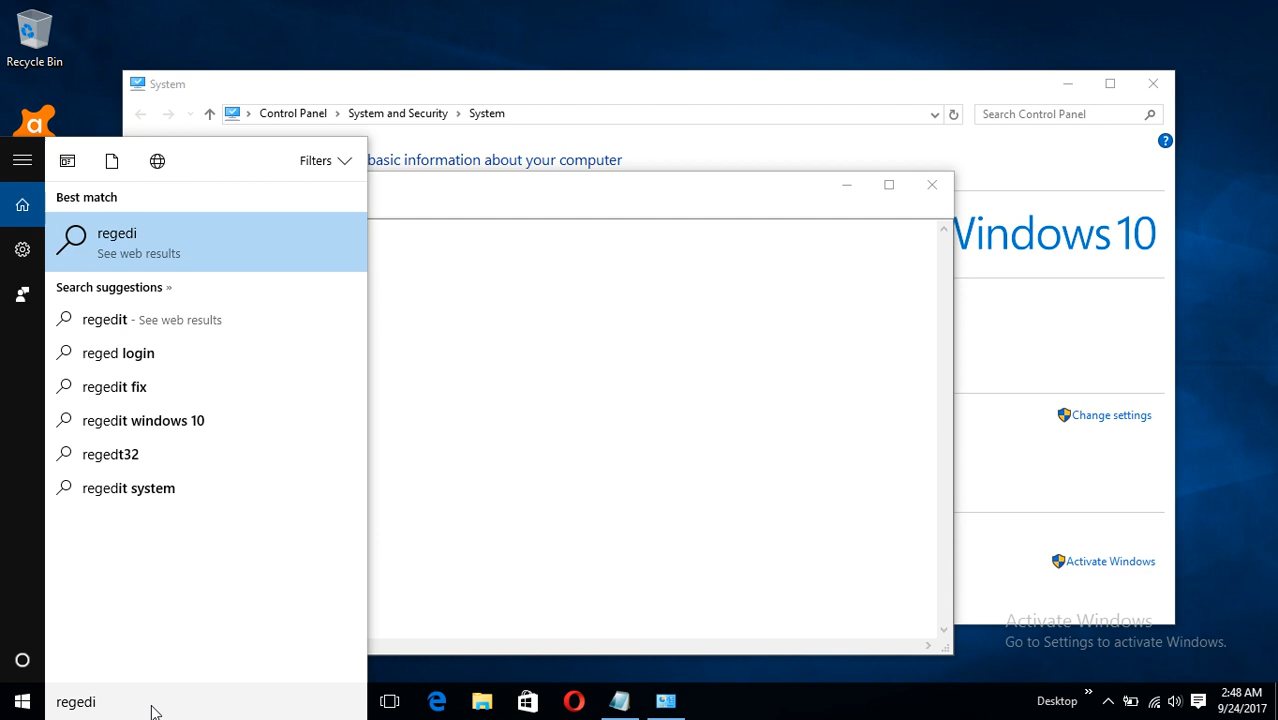 Recycle Bin
a
System
Control Panel
System and Security
System
Search Control Panel
?
basic information about your computer
Windows 10
Filters
Best match
regedi
See web results
Search suggestions »
regedit - See web results
reged login
regedit fix
regedit windows 10
regedt32
regedit system
Change settings
Activate Windows
Activate Windows
Go to Settings to activate Windows.
regedi
Desktop »
2:48 AM
9/24/2017